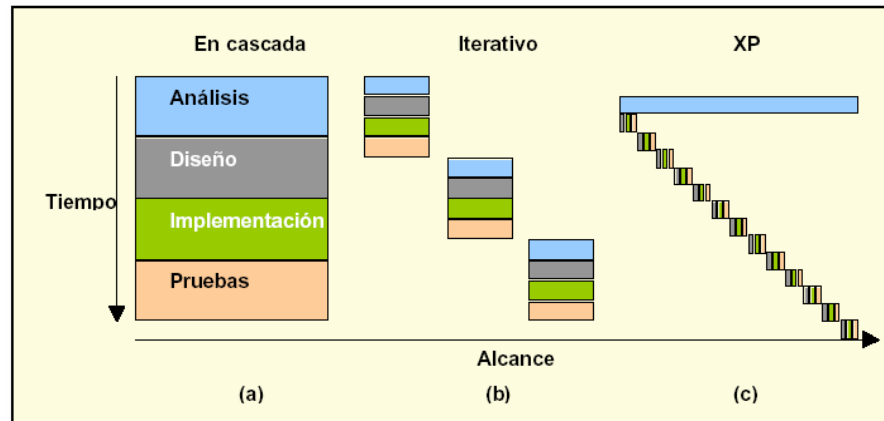 En cascada
Iterativo
XP
Análisis
Diseño
Tiempo
Implementación
Pruebas
Alcance
(a)
(b)
(c)